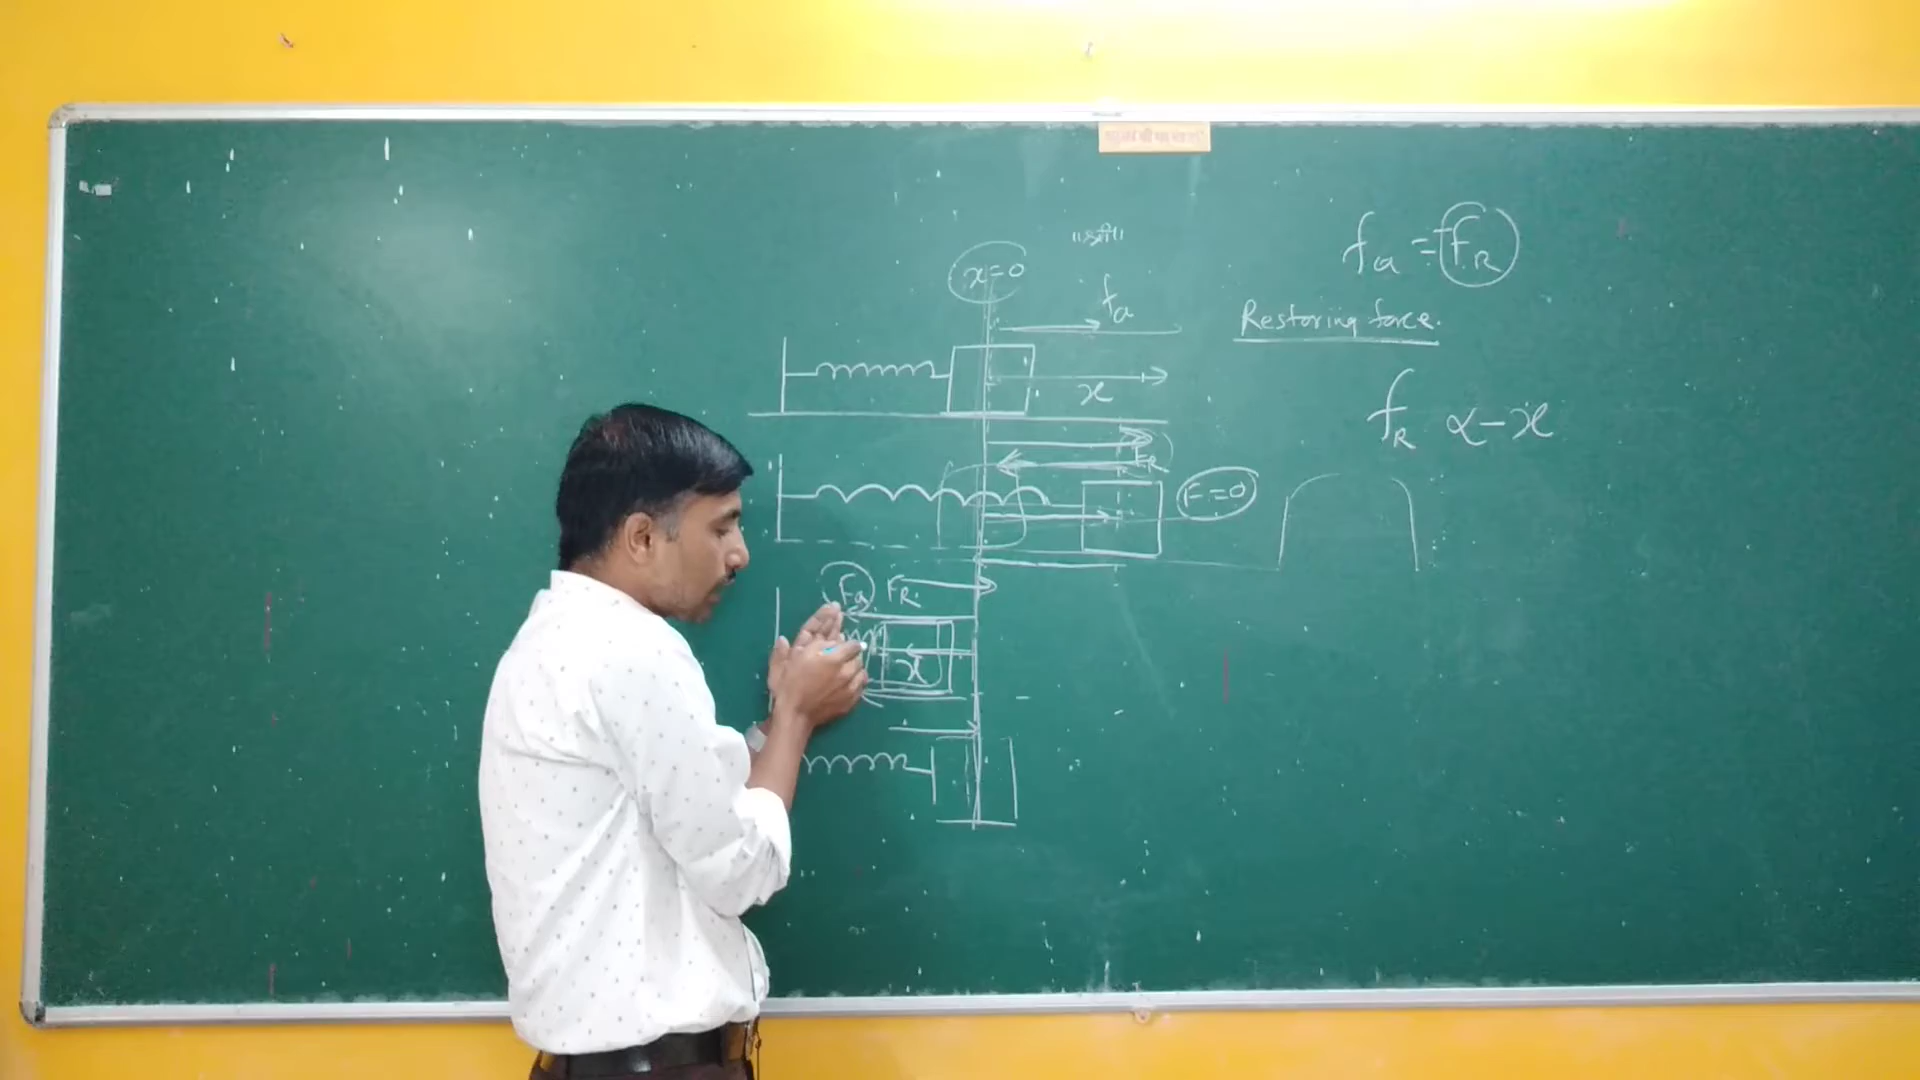 ॥श्री॥
x=0
fa
x
FR
F=0
Fa FR.
x
fa = -FR
Restoring force.
fR α -x